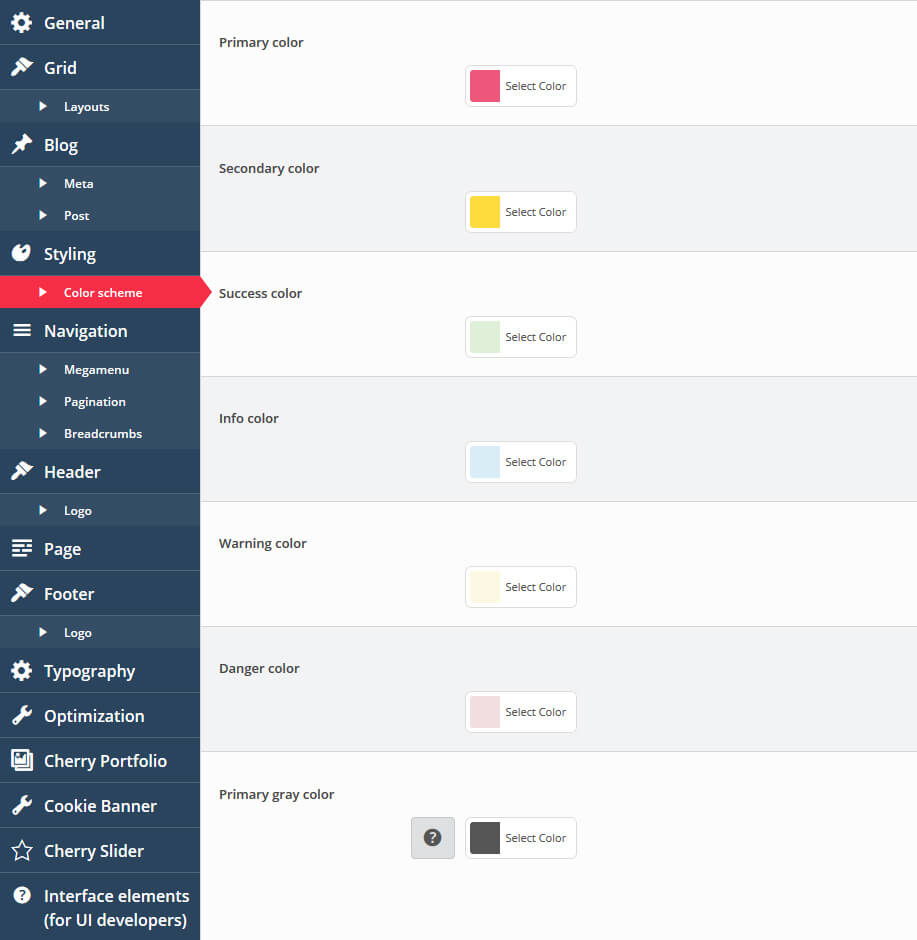 General
Grid
Layouts
Blog
Meta
Post
Styling
Color scheme
Navigation
Megamenu
Pagination
Breadcrumbs
Header
Logo
Page
Footer
Logo
Typography
Optimization
Cherry Portfolio
Cookie Banner
Cherry Slider
Interface elements
(for UI developers)
Primary color
Select Color
Secondary color
Select Color
Success color
Select Color
Info color
Select Color
Warning color
Select Color
Danger color
Select Color
Primary gray color
Select Color